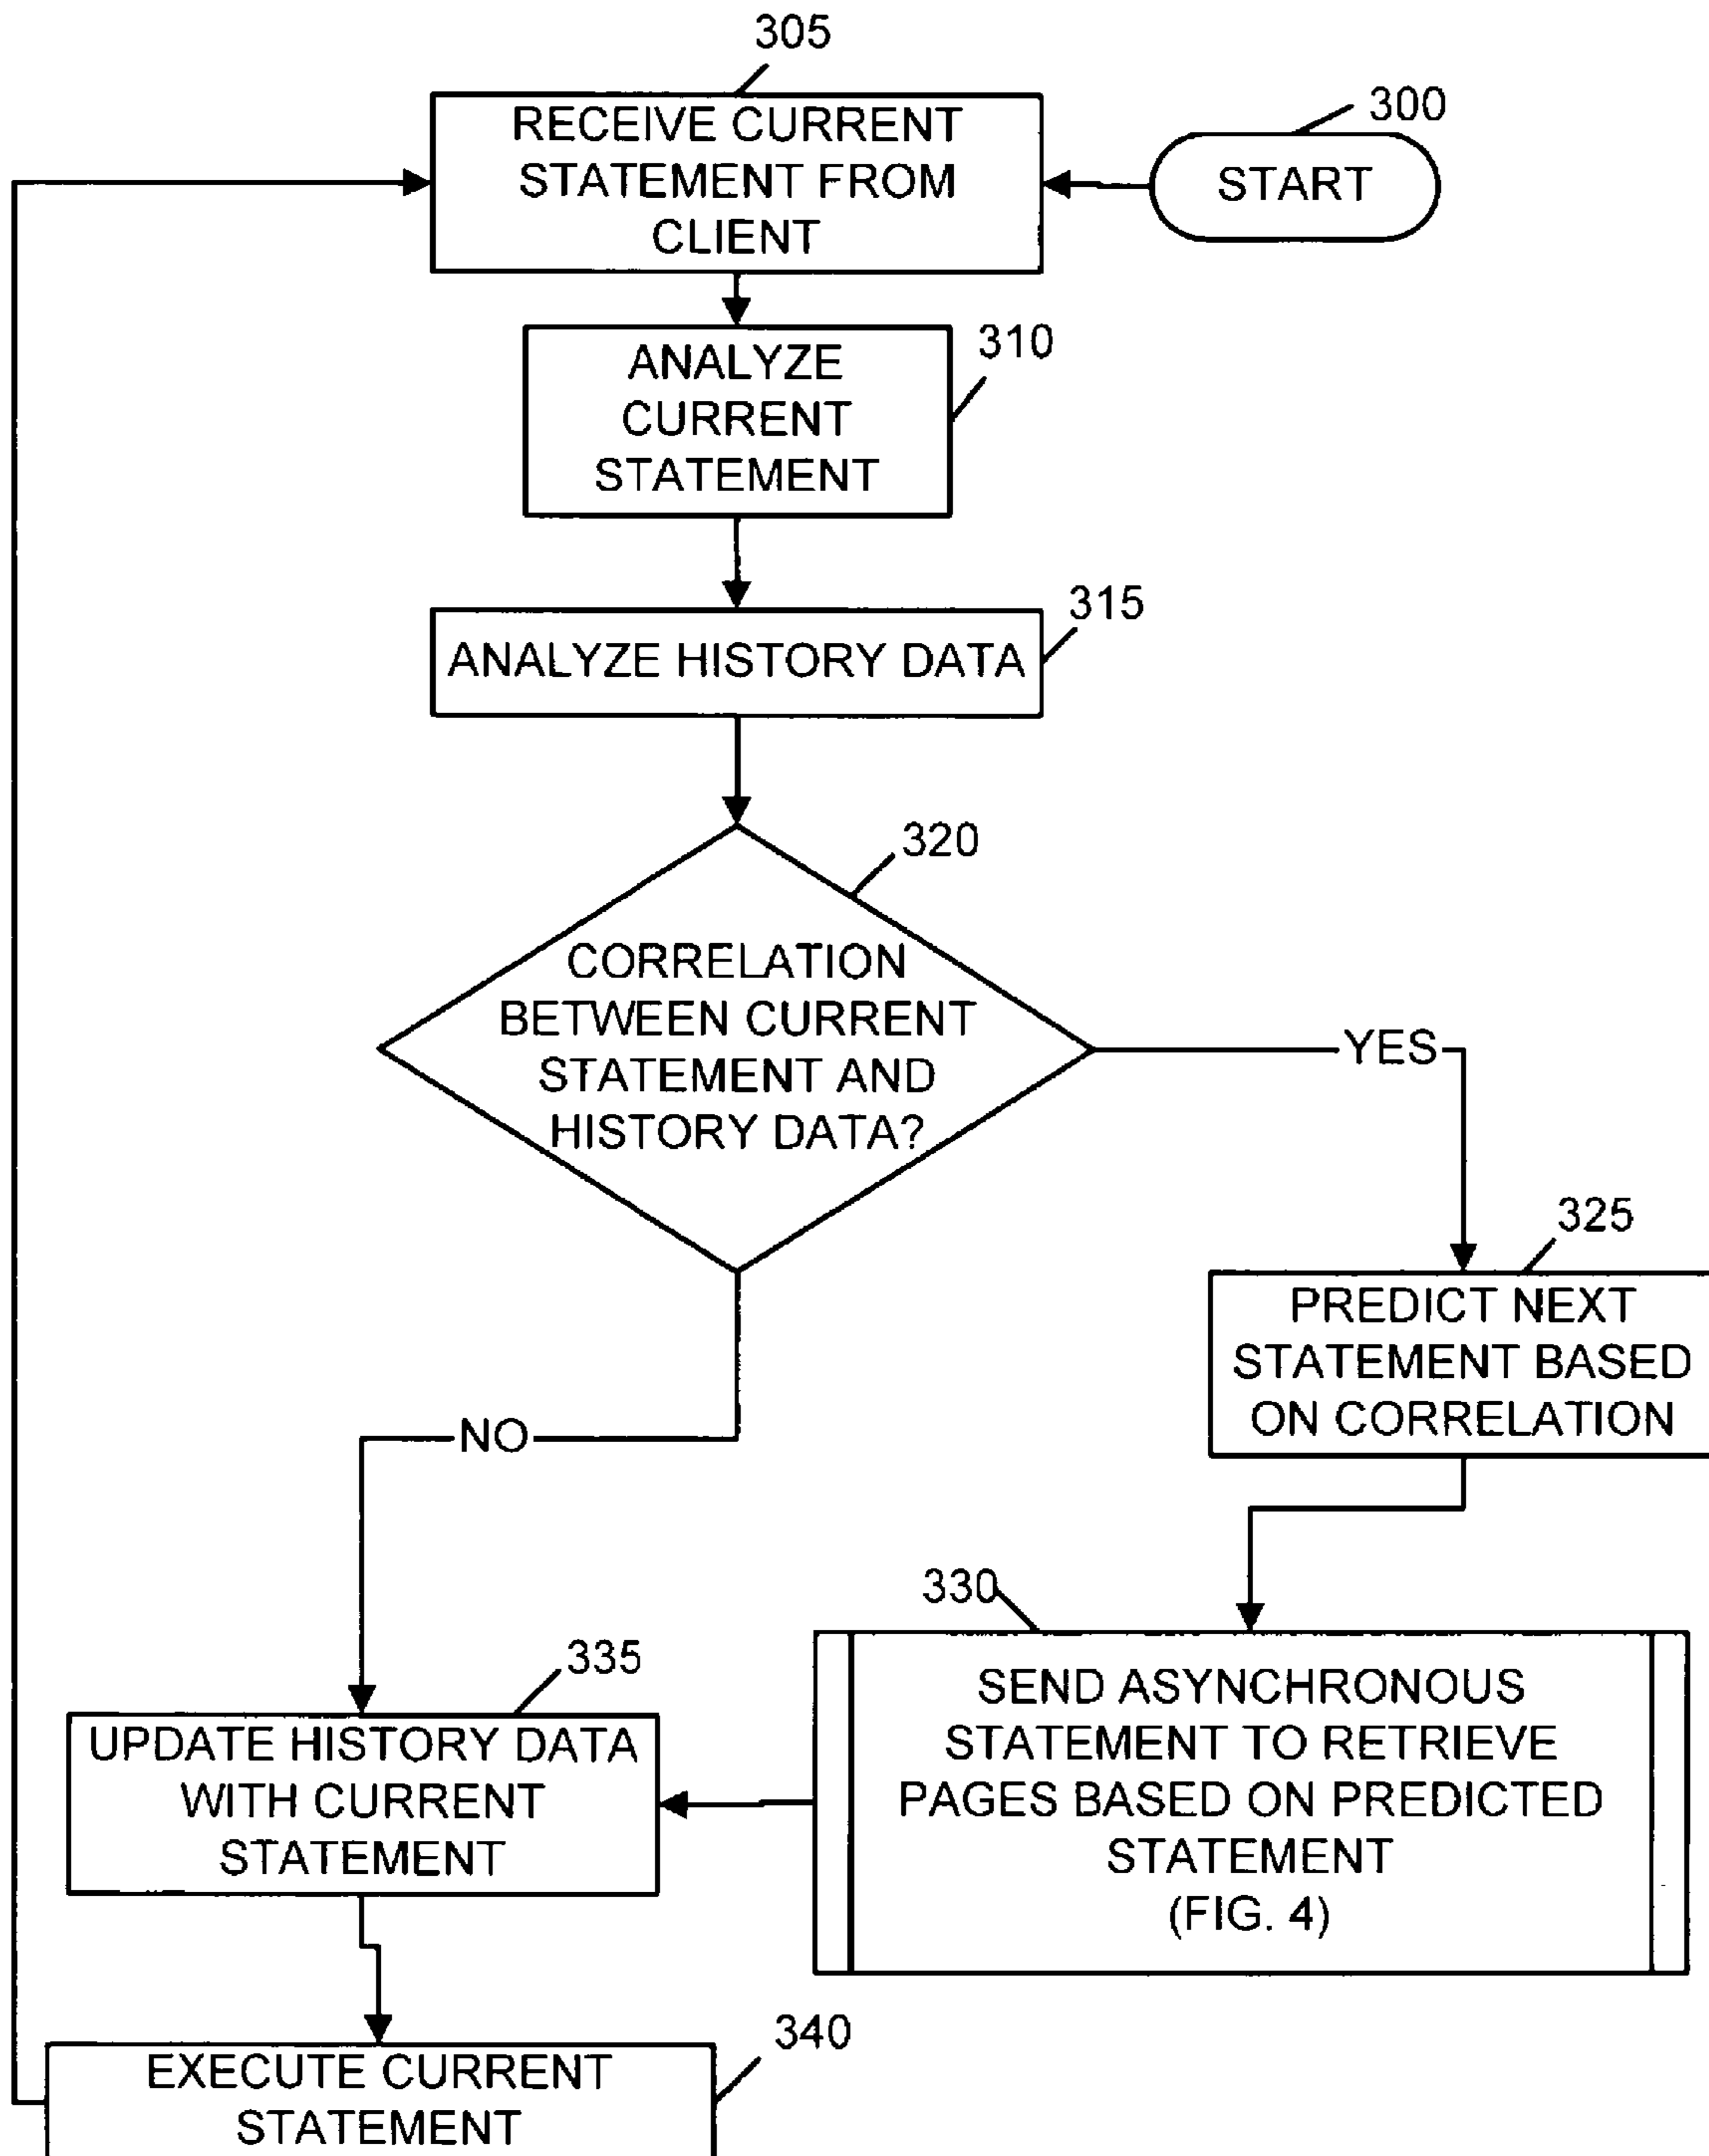 305
RECEIVE CURRENT
STATEMENT FROM
CLIENT
300
START
310
ANALYZE
CURRENT
STATEMENT
315
ANALYZE HISTORY DATA
320
CORRELATION
BETWEEN CURRENT
STATEMENT AND
HISTORY DATA?
YES
NO
325
PREDICT NEXT
STATEMENT BASED
ON CORRELATION
330
SEND ASYNCHRONOUS
STATEMENT TO RETRIEVE
PAGES BASED ON PREDICTED
STATEMENT
(FIG. 4)
335
UPDATE HISTORY DATA
WITH CURRENT
STATEMENT
340
EXECUTE CURRENT
STATEMENT